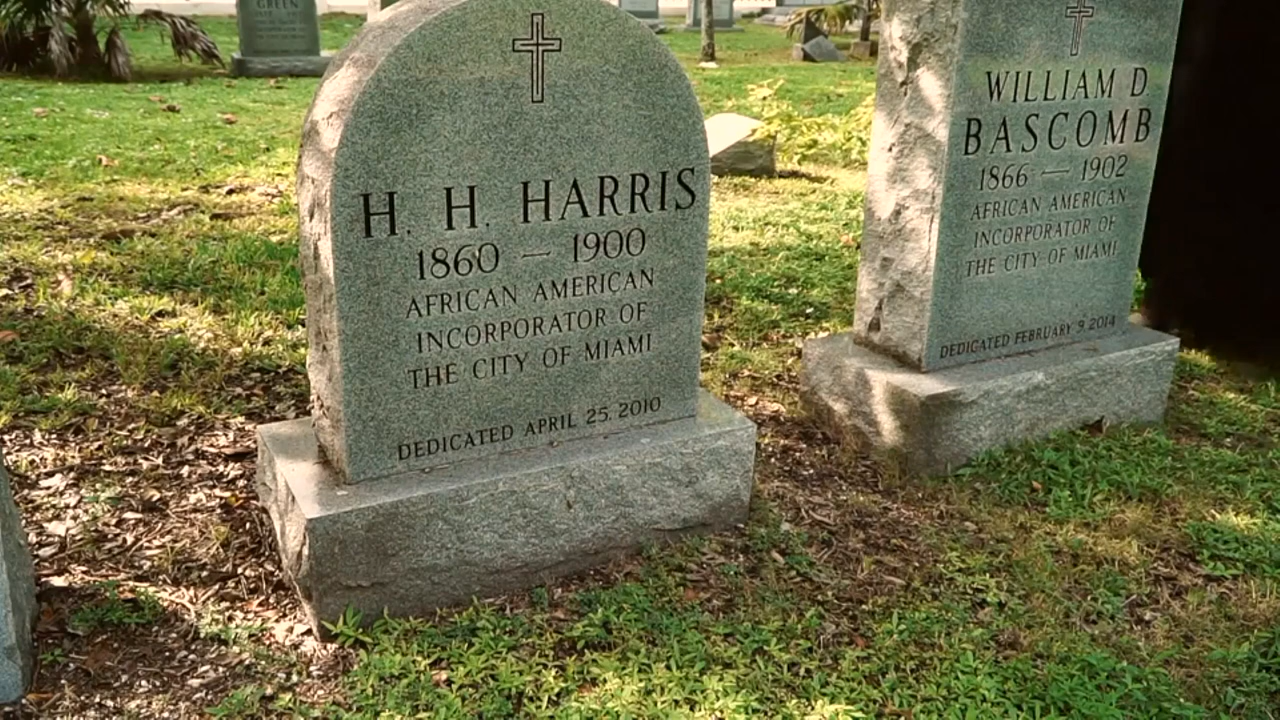 GREEN
H. H. HARRIS
1860 — 1900
AFRICAN AMERICAN
INCORPORATOR OF
THE CITY OF MIAMI
DEDICATED APRIL 25, 2010
WILLIAM D
BASCOMB
1866 — 1902
AFRICAN AMERICAN
INCORPORATOR OF
THE CITY OF MIAMI
DEDICATED FEBRUARY 9 2014